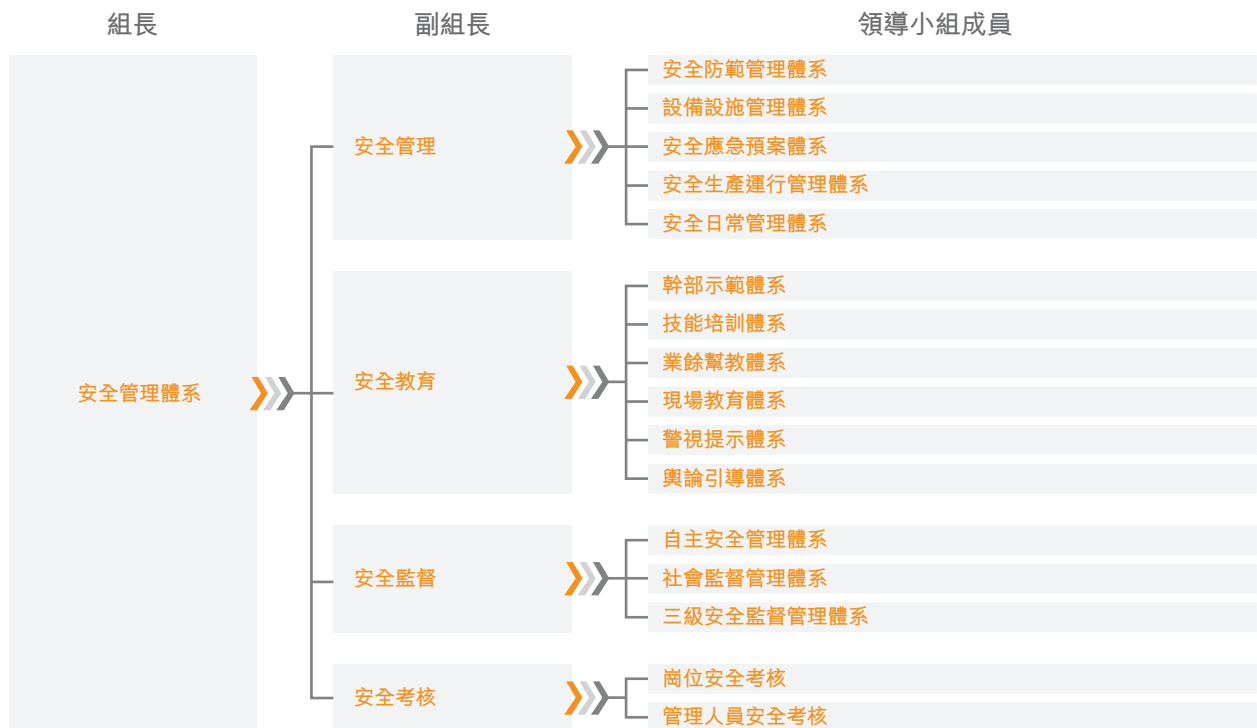 組長
副組長
領導小組成員
安全管理體系
安全管理
安全防範管理體系
設備設施管理體系
安全應急預案體系
安全生產運行管理體系
安全日常管理體系
安全教育
幹部示範體系
技能培訓體系
業餘幫教體系
現場教育體系
警視提示體系
輿論引導體系
安全監督
自主安全管理體系
社會監督管理體系
三級安全監督管理體系
安全考核
崗位安全考核
管理人員安全考核